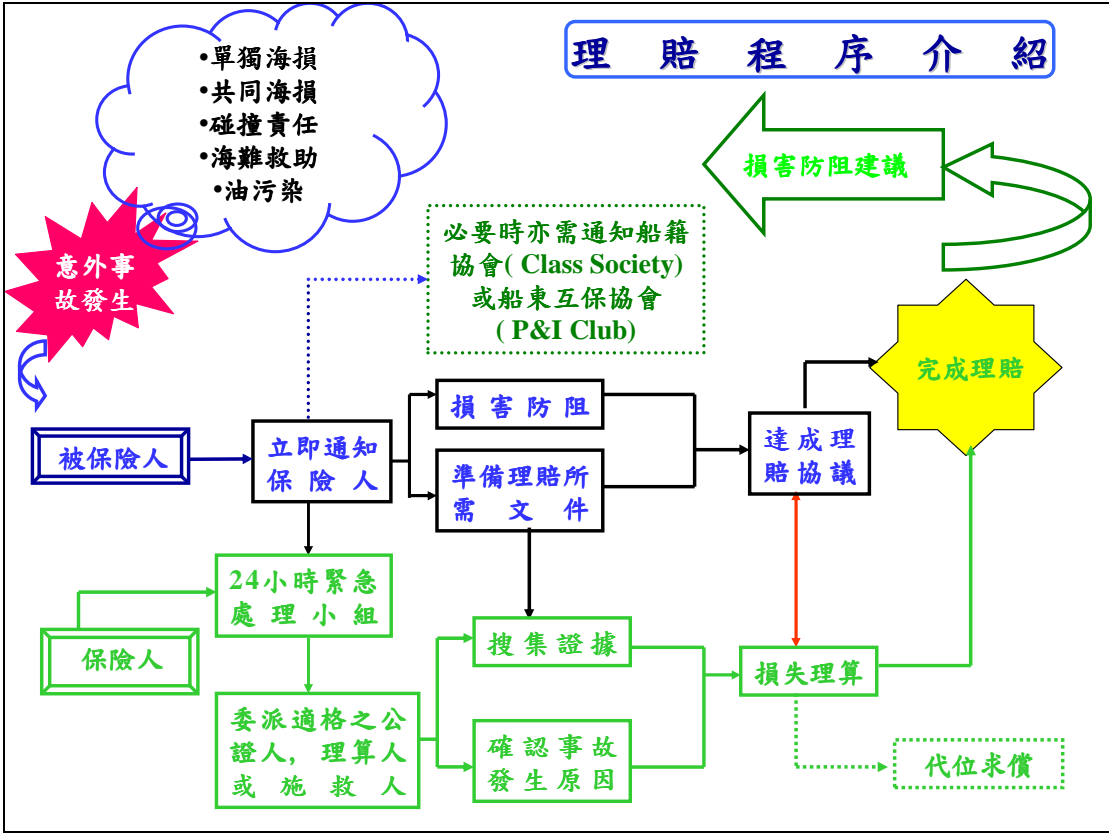 理賠程序介紹
•單獨海損
•共同海損
•碰撞責任
•海難救助
•油污染
損害防阻建議
意外事
故發生
必要時亦需通知船籍
協會( Class Society)
或船東互保協會
( P&I Club)
完成理賠
被保險人
立即通知
保險人
損害防阻
準備理賠所
需文件
達成理
賠協議
24小時緊急
處理小組
保險人
搜集證據
損失理算
委派適格之公
證人，理算人
或施救人
確認事故
發生原因
代位求償